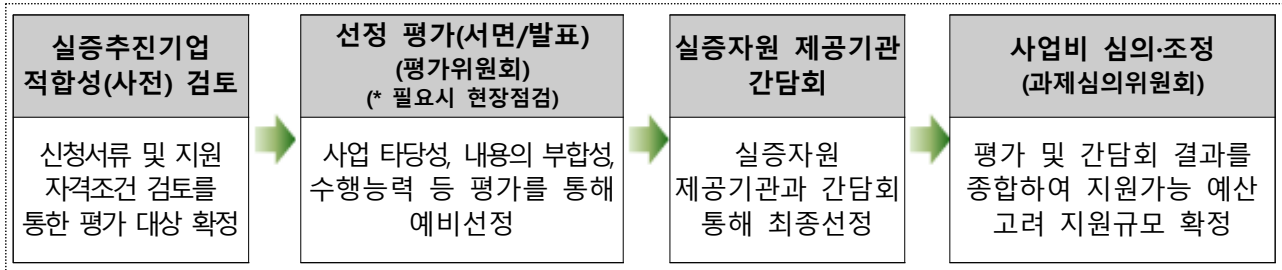 실증추진기업
적합성(사전) 검토
신청서류 및 지원
자격조건 검토를
통한 평가 대상 확정
선정 평가(서면/발표)
(평가위원회)
(* 필요시 현장점검)
사업 타당성, 내용의 부합성,
수행능력 등 평가를 통해
예비선정
실증자원 제공기관
간담회
실증자원
제공기관과 간담회
통해 최종선정
사업비 심의·조정
(과제심의위원회)
평가 및 간담회 결과를
종합하여 지원가능 예산
고려 지원규모 확정